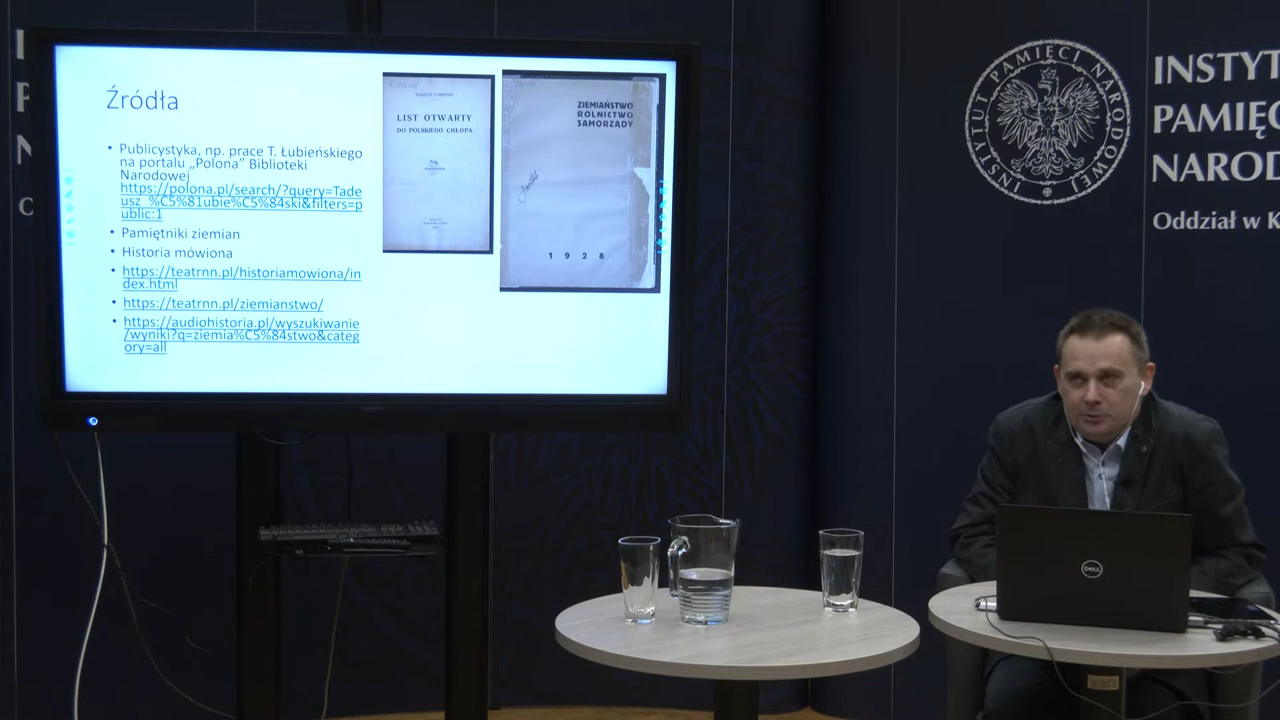 Źródła
• Publicystyka, np. prace T. Łubieńskiego
na portalu „Polona” Biblioteki
Narodowej
https://polona.pl/search/?query=Tade
usz_%C5%81ubie%C5%84ski&filters=p
ublic:1
• Pamiętniki ziemian
• Historia mówiona
• https://teatrnn.pl/historiamowiona/in
dex.html
• https://teatrnn.pl/ziemianstwo/
• https://audiohistoria.pl/wyszukiwanie
/wyniki?q=ziemia%C5%84stwo&categ
ory=all
LIST OTWARTY
DO POLSKIEGO CHŁOPA
ZIEMIAŃSTWO
ROLNICTWO
SAMORZĄDY
1 9 2 8
INSTYTUT PAMIĘCI NARODOWEJ
INSTYT
PAMIĘC
NAROD
Oddział w K
DELL